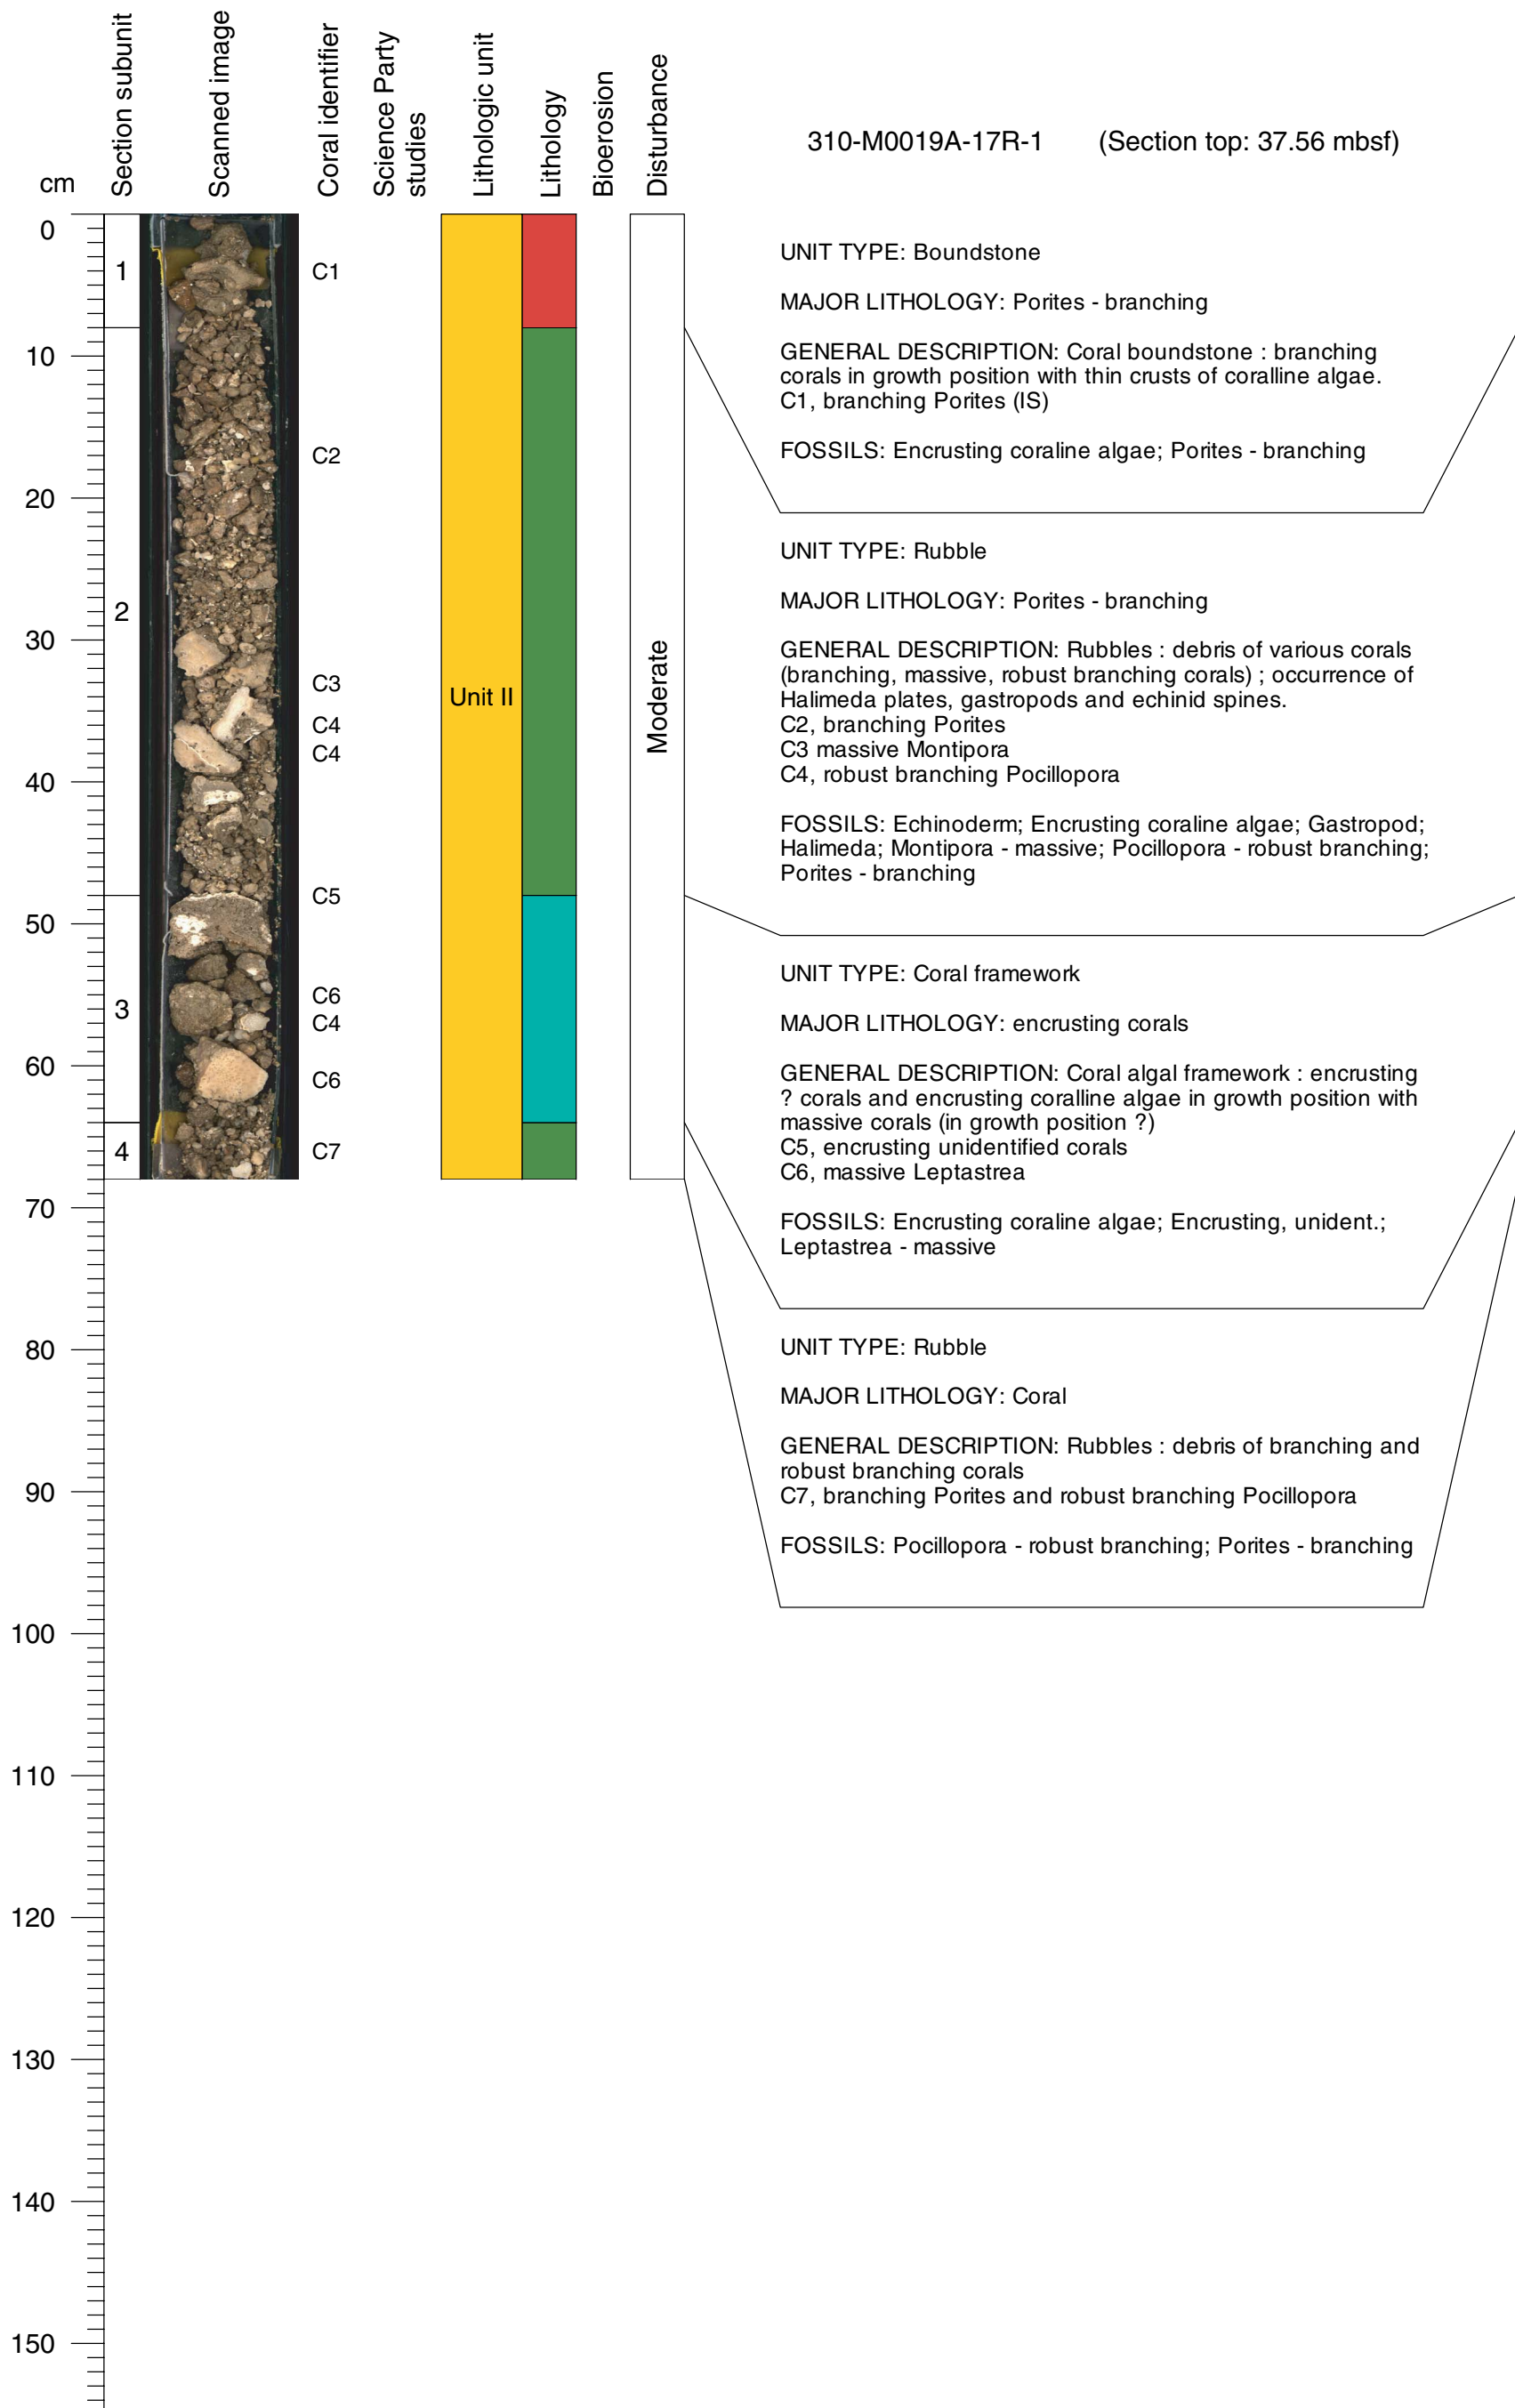 310-M0019A-17R-1 (Section top: 37.56 mbsf)
cm
Section subunit
Scanned image
Coral identifier
Science Party
studies
Lithologic unit
Lithology
Bioerosion
Disturbance
0
10
20
30
40
50
60
70
80
90
100
110
120
130
140
150
1
2
3
4
C1
C2
C3
C4
C4
C5
C6
C4
C6
C7
Unit II
Moderate
UNIT TYPE: Boundstone
MAJOR LITHOLOGY: Porites - branching
GENERAL DESCRIPTION: Coral boundstone : branching
corals in growth position with thin crusts of coralline algae.
C1, branching Porites (IS)
FOSSILS: Encrusting coraline algae; Porites - branching
UNIT TYPE: Rubble
MAJOR LITHOLOGY: Porites - branching
GENERAL DESCRIPTION: Rubbles : debris of various corals
(branching, massive, robust branching corals) ; occurrence of
Halimeda plates, gastropods and echinid spines.
C2, branching Porites
C3 massive Montipora
C4, robust branching Pocillopora
FOSSILS: Echinoderm; Encrusting coraline algae; Gastropod;
Halimeda; Montipora - massive; Pocillopora - robust branching;
Porites - branching
UNIT TYPE: Coral framework
MAJOR LITHOLOGY: encrusting corals
GENERAL DESCRIPTION: Coral algal framework : encrusting
? corals and encrusting coralline algae in growth position with
massive corals (in growth position ?)
C5, encrusting unidentified corals
C6, massive Leptastrea
FOSSILS: Encrusting coraline algae; Encrusting, unident.;
Leptastrea - massive
UNIT TYPE: Rubble
MAJOR LITHOLOGY: Coral
GENERAL DESCRIPTION: Rubbles : debris of branching and
robust branching corals
C7, branching Porites and robust branching Pocillopora
FOSSILS: Pocillopora - robust branching; Porites - branching